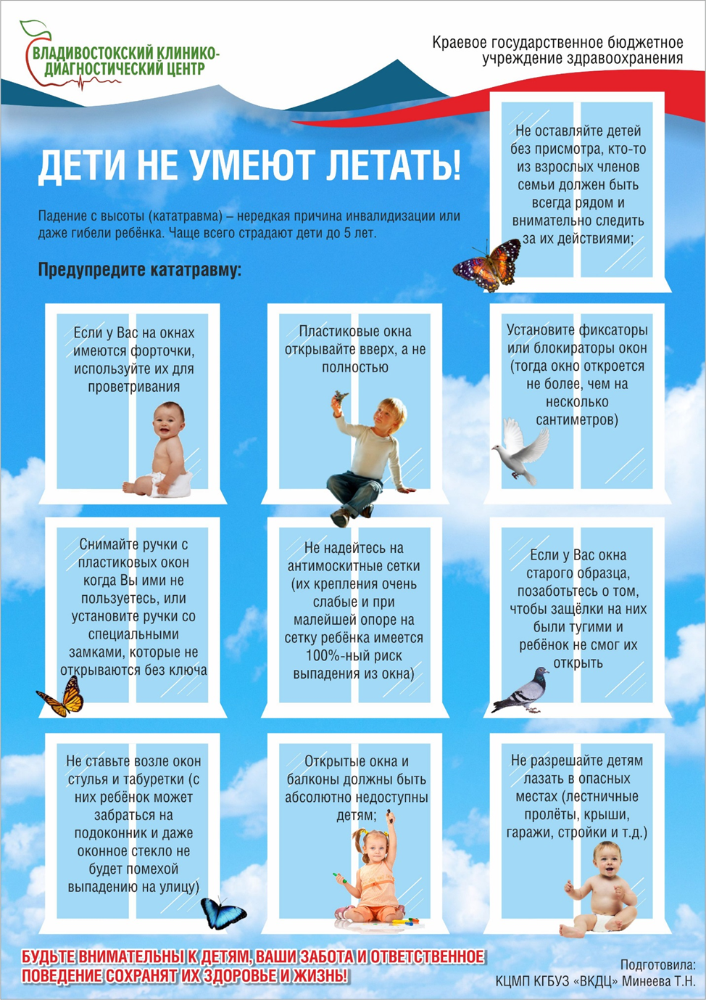 ВЛАДИВОСТОКСКИЙ КЛИНИКО-
ДИАГНОСТИЧЕСКИЙ ЦЕНТР
Краевое государственное бюджетное
учреждение здравоохранения
ДЕТИ НЕ УМЕЮТ ЛЕТАТЬ!
Падение с высоты (кататравма) – нередкая причина инвалидизации или
даже гибели ребёнка. Чаще всего страдают дети до 5 лет.
Предупредите кататравму:
Не оставляйте детей
без присмотра, кто-то
из взрослых членов
семьи должен быть
всегда рядом и
внимательно следить
за их действиями;
Если у Вас на окнах
имеются форточки,
используйте их для
проветривания
Пластиковые окна
открывайте вверх, а не
полностью
Установите фиксаторы
или блокираторы окон
(тогда окно откроется
не более, чем на
несколько
сантиметров)
Снимайте ручки с
пластиковых окон
когда Вы ими не
пользуетесь, или
установите ручки со
специальными
замками, которые не
открываются без ключа
Не надейтесь на
антимоскитные сетки
(их крепления очень
слабые и при
малейшей опоре на
сетку ребёнка имеется
100%-ный риск
выпадения из окна)
Если у Вас окна
старого образца,
позаботьтесь о том,
чтобы защёлки на них
были тугими и
ребёнок не смог их
открыть
Не ставьте возле окон
стулья и табуретки (с
них ребёнок может
забраться на
подоконник и даже
оконное стекло не
будет помехой
выпадению на улицу)
Открытые окна и
балконы должны быть
абсолютно недоступны
детям;
Не разрешайте детям
лазать в опасных
местах (лестничные
пролёты, крыши,
гаражи, стройки и т.д.)
БУДЬТЕ ВНИМАТЕЛЬНЫ К ДЕТЯМ, ВАШИ ЗАБОТА И ОТВЕТСТВЕННОЕ
ПОВЕДЕНИЕ СОХРАНЯТ ИХ ЗДОРОВЬЕ И ЖИЗНЬ!
Подготовила:
КЦМП КГБУЗ «ВКДЦ» Минеева Т.Н.